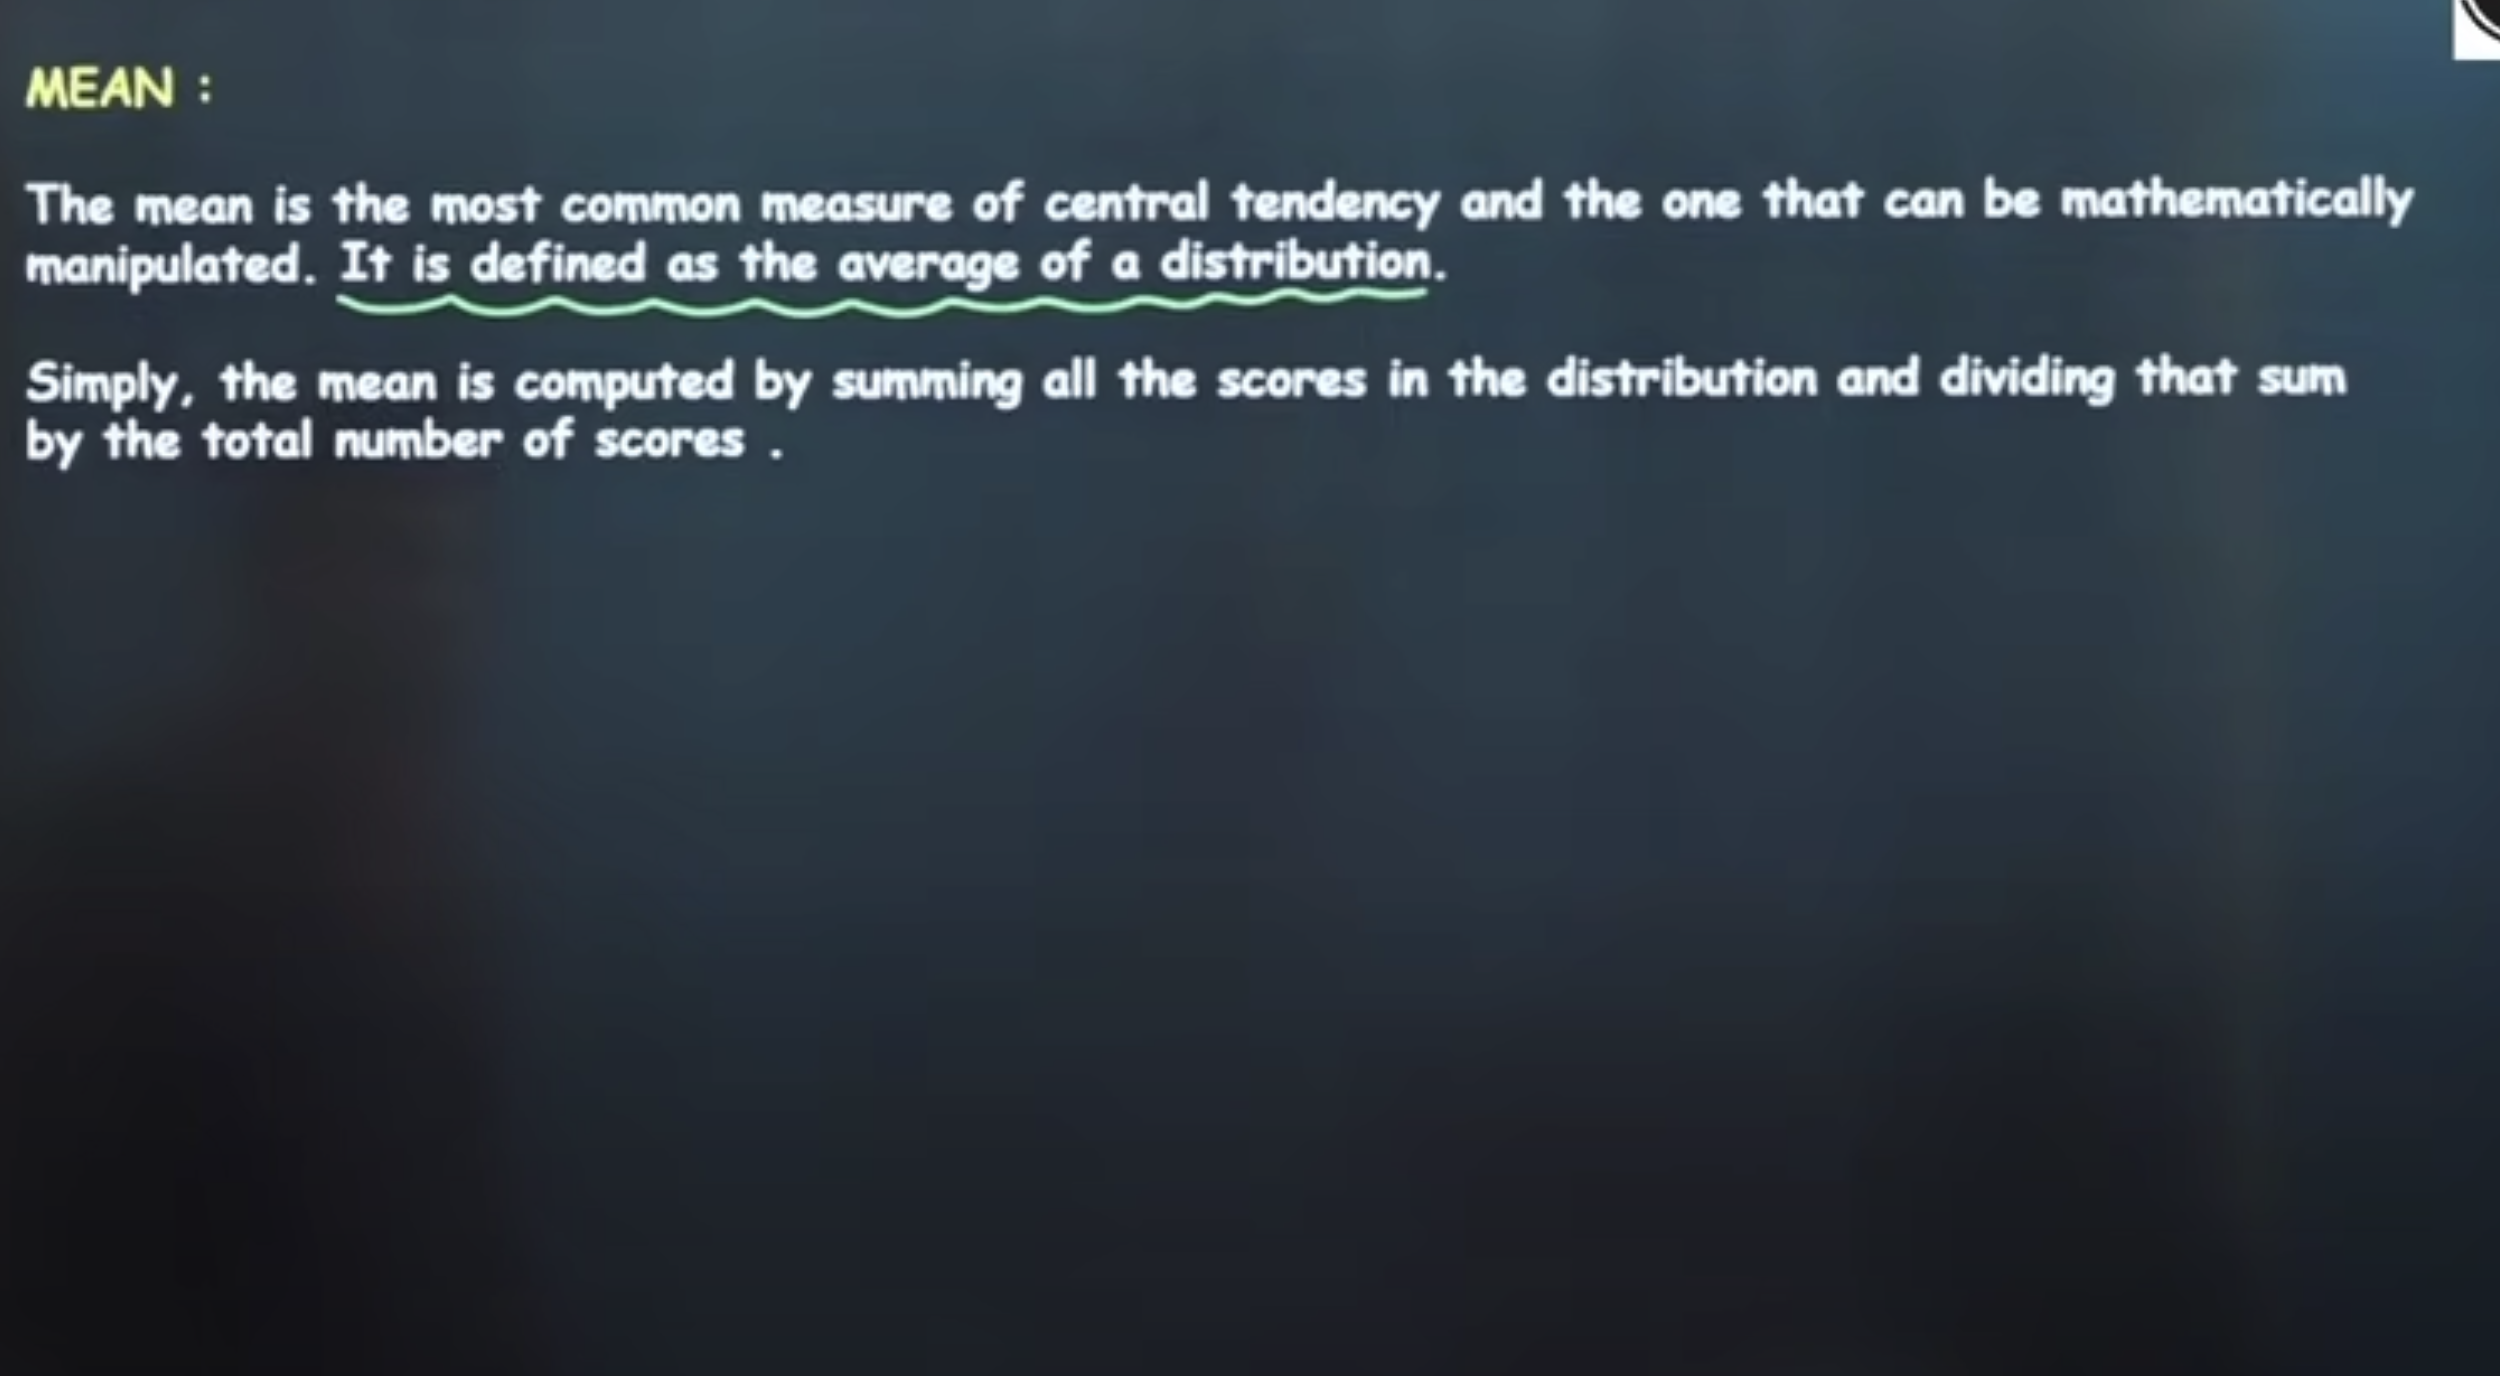 MEAN :
The mean is the most common measure of central tendency and the one that can be mathematically
manipulated. It is defined as the average of a distribution.
Simply, the mean is computed by summing all the scores in the distribution and dividing that sum
by the total number of scores .